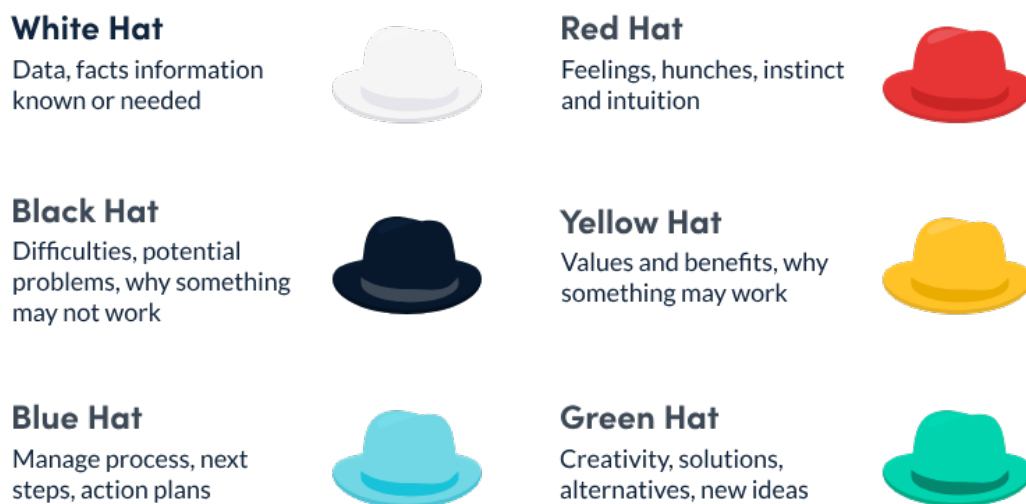 White Hat
Data, facts information
known or needed
Red Hat
Feelings, hunches, instinct
and intuition
Black Hat
Difficulties, potential
problems, why something
may not work
Yellow Hat
Values and benefits, why
something may work
Blue Hat
Manage process, next
steps, action plans
Green Hat
Creativity, solutions,
alternatives, new ideas